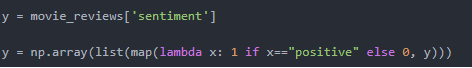 y = movie_reviews['sentiment']
y = np.array(list(map(lambda x: 1 if x=="positive" else 0, y)))